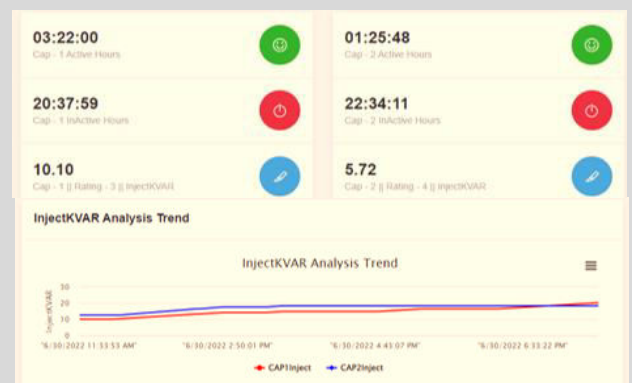 03:22:00
Cap - 1 Active Hours
01:25:48
Cap - 2 Active Hours
20:37:59
Cap - 1 InActive Hours
22:34:11
Cap - 2 InActive Hours
10.10
Cap - 1 || Rating - 3 || InjectKVAR
5.72
Cap - 2 || Rating - 4 || InjectKVAR
InjectKVAR Analysis Trend
InjectKVAR Analysis Trend
InjectKVAR
30
20
10
0
"6/30/2022 11:33:53 AM"
"6/30/2022 2:50:01 PM"
"6/30/2022 4:43:07 PM"
"6/30/2022 6:33:22 PM"
CAP1Inject
CAP2Inject